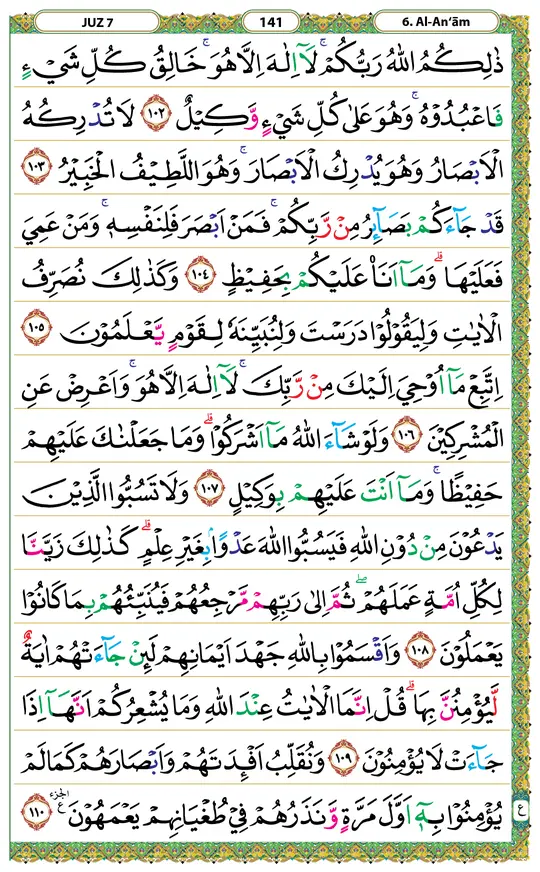 JUZ 7 141 6. Al-An‘ām
ذٰلِكُمُ اللّٰهُ رَبُّكُمْ ۚ لَآ اِلٰهَ اِلَّا هُوَ ۚ خَالِقُ كُلِّ شَيْءٍ
فَاعْبُدُوْهُ ۚ وَهُوَ عَلٰى كُلِّ شَيْءٍ وَّكِيْلٌ ١٠٢ لَا تُدْرِكُهُ
الْاَبْصَارُ وَهُوَ يُدْرِكُ الْاَبْصَارَ ۚ وَهُوَ اللَّطِيْفُ الْخَبِيْرُ ١٠٣
قَدْ جَآءَكُمْ بَصَآئِرُ مِنْ رَّبِّكُمْ ۚ فَمَنْ اَبْصَرَ فَلِنَفْسِهٖ ۚ وَمَنْ عَمِيَ
فَعَلَيْهَا ۗ وَمَآ اَنَا۠ عَلَيْكُمْ بِحَفِيْظٍ ١٠٤ وَكَذٰلِكَ نُصَرِّفُ
الْاٰيٰتِ وَلِيَقُوْلُوْا دَرَسْتَ وَلِنُبَيِّنَهٗ لِقَوْمٍ يَّعْلَمُوْنَ ١٠٥
اِتَّبِعْ مَآ اُوْحِيَ اِلَيْكَ مِنْ رَّبِّكَ ۚ لَآ اِلٰهَ اِلَّا هُوَ ۚ وَاَعْرِضْ عَنِ
الْمُشْرِكِيْنَ ١٠٦ وَلَوْ شَآءَ اللّٰهُ مَآ اَشْرَكُوْا ۗ وَمَا جَعَلْنٰكَ عَلَيْهِمْ
حَفِيْظًا ۚ وَمَآ اَنْتَ عَلَيْهِمْ بِوَكِيْلٍ ١٠٧ وَلَا تَسُبُّوا الَّذِيْنَ
يَدْعُوْنَ مِنْ دُوْنِ اللّٰهِ فَيَسُبُّوا اللّٰهَ عَدْوًاۢ بِغَيْرِ عِلْمٍ ۗ كَذٰلِكَ زَيَّنَّا
لِكُلِّ اُمَّةٍ عَمَلَهُمْ ۖ ثُمَّ اِلٰى رَبِّهِمْ مَّرْجِعُهُمْ فَيُنَبِّئُهُمْ بِمَا كَانُوْا
يَعْمَلُوْنَ ١٠٨ وَاَقْسَمُوْا بِاللّٰهِ جَهْدَ اَيْمَانِهِمْ لَئِنْ جَآءَتْهُمْ اٰيَةٌ
لَّيُؤْمِنُنَّ بِهَا ۗ قُلْ اِنَّمَا الْاٰيٰتُ عِنْدَ اللّٰهِ وَمَا يُشْعِرُكُمْ اَنَّهَآ اِذَا
جَآءَتْ لَا يُؤْمِنُوْنَ ١٠٩ وَنُقَلِّبُ اَفْـِٕدَتَهُمْ وَاَبْصَارَهُمْ كَمَا لَمْ
يُؤْمِنُوْا بِهٖٓ اَوَّلَ مَرَّةٍ وَّنَذَرُهُمْ فِيْ طُغْيَانِهِمْ يَعْمَهُوْنَ ١١٠ الجزء ع
ع